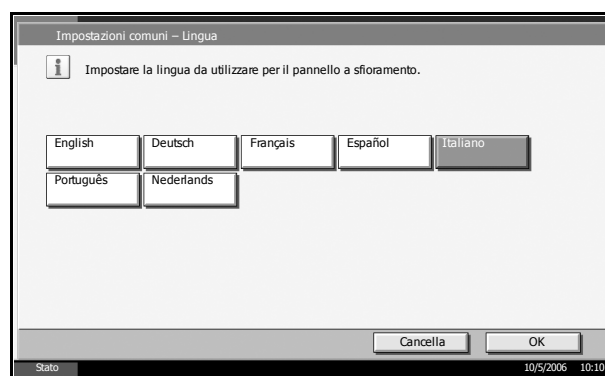 Impostazioni comuni – Lingua
Impostare la lingua da utilizzare per il pannello a sfioramento.
English Deutsch Français Español Italiano
Português Nederlands
Cancella OK
Stato 10/5/2006 10:10